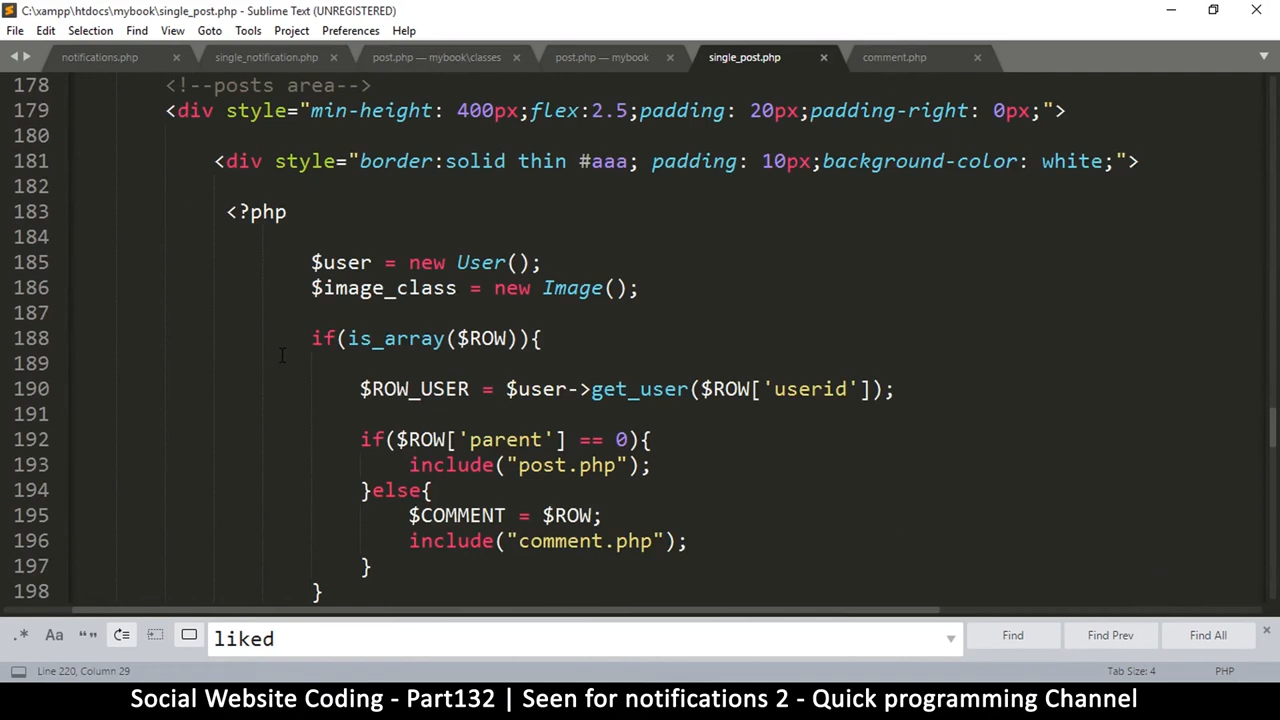 C:\xampp\htdocs\mybook\single_post.php - Sublime Text (UNREGISTERED)
File Edit Selection Find View Goto Tools Project Preferences Help
notifications.php single_notification.php post.php — mybook\classes post.php — mybook single_post.php comment.php
178 <!--posts area-->
179 <div style="min-height: 400px;flex:2.5;padding: 20px;padding-right: 0px;">
180
181 <div style="border:solid thin #aaa; padding: 10px;background-color: white;">
182
183 <?php
184
185 $user = new User();
186 $image_class = new Image();
187
188 if(is_array($ROW)){
189
190 $ROW_USER = $user->get_user($ROW['userid']);
191
192 if($ROW['parent'] == 0){
193 include("post.php");
194 }else{
195 $COMMENT = $ROW;
196 include("comment.php");
197 }
198 }
.* Aa “” liked Find Find Prev Find All
Line 220, Column 29 Tab Size: 4 PHP
Social Website Coding - Part132 | Seen for notifications 2 - Quick programming Channel